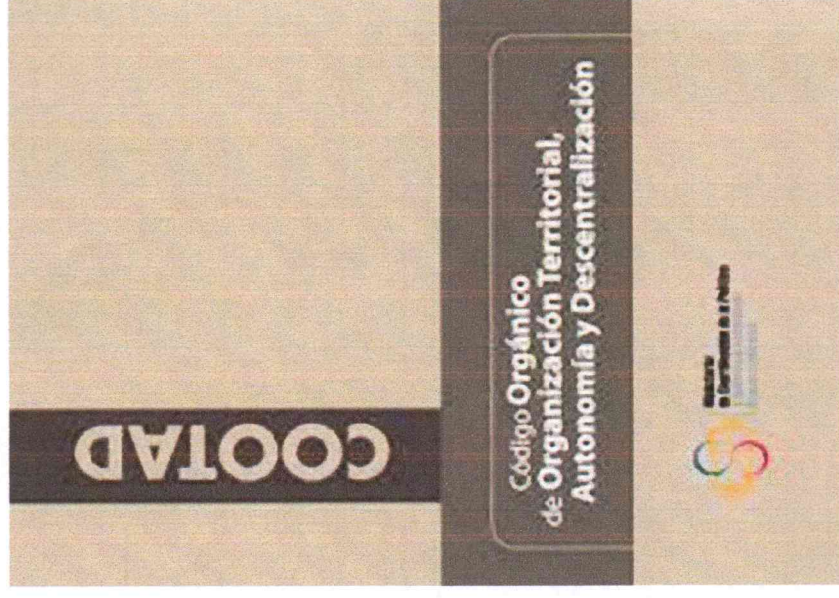 COOTAD
Código Orgánico
de Organización Territorial,
Autonomía y Descentralización